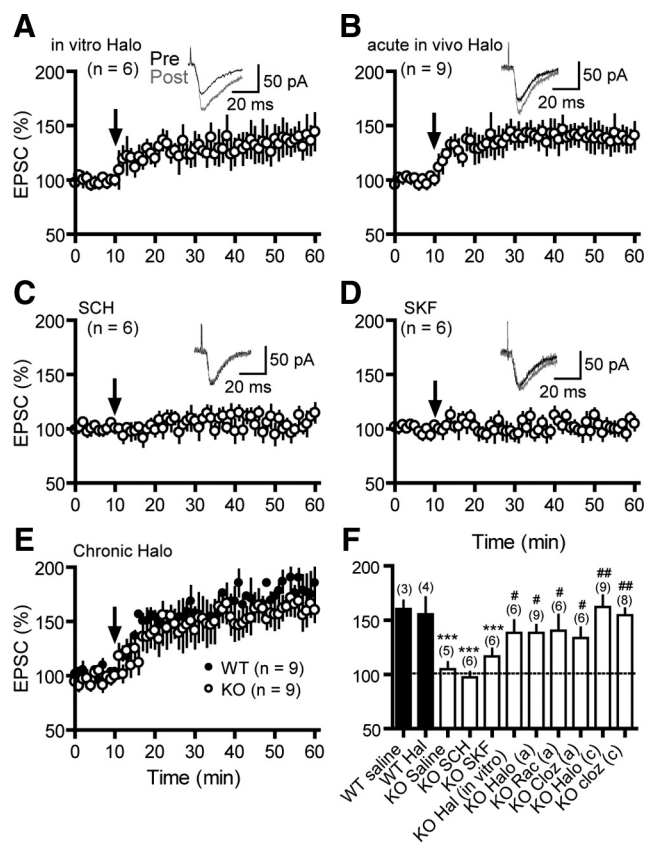 A
in vitro Halo
(n = 6)
Pre
Post
50 pA
20 ms
EPSC (%)
200
150
100
50
0 10 20 30 40 50 60
B
acute in vivo Halo
(n = 9)
50 pA
20 ms
200
150
100
50
0 10 20 30 40 50 60
C
SCH
(n = 6)
50 pA
20 ms
EPSC (%)
200
150
100
50
0 10 20 30 40 50 60
D
SKF
(n = 6)
50 pA
20 ms
200
150
100
50
0 10 20 30 40 50 60
Time (min)
E
Chronic Halo
EPSC (%)
200
150
100
50
WT (n = 9)
KO (n = 9)
0 10 20 30 40 50 60
Time (min)
F
200
150
100
50
(3)
(4)
***
(5)
***
(6)
***
(6)
#
(6)
#
(9)
#
(6)
#
(6)
##
(9)
##
(8)
WT saline
WT Hal
KO Saline
KO SCH
KO SKF
KO Hal (in vitro)
KO Halo (a)
KO Rac (a)
KO Cloz (a)
KO Halo (c)
KO cloz (c)